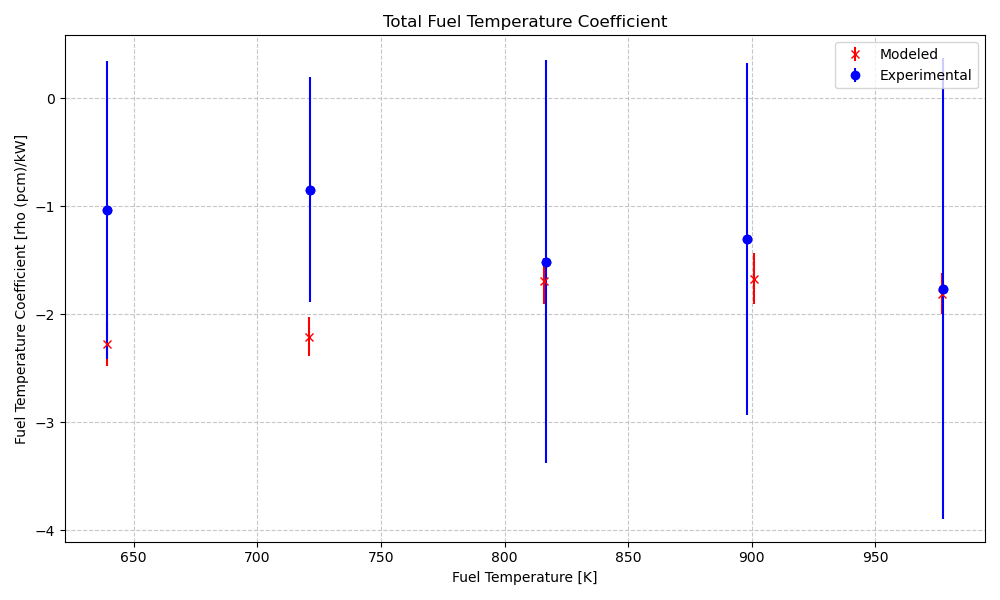 Total Fuel Temperature Coefficient
Modeled
Experimental
Fuel Temperature Coefficient [rho (pcm)/kW]
0
−1
−2
−3
−4
650
700
750
800
850
900
950
Fuel Temperature [K]